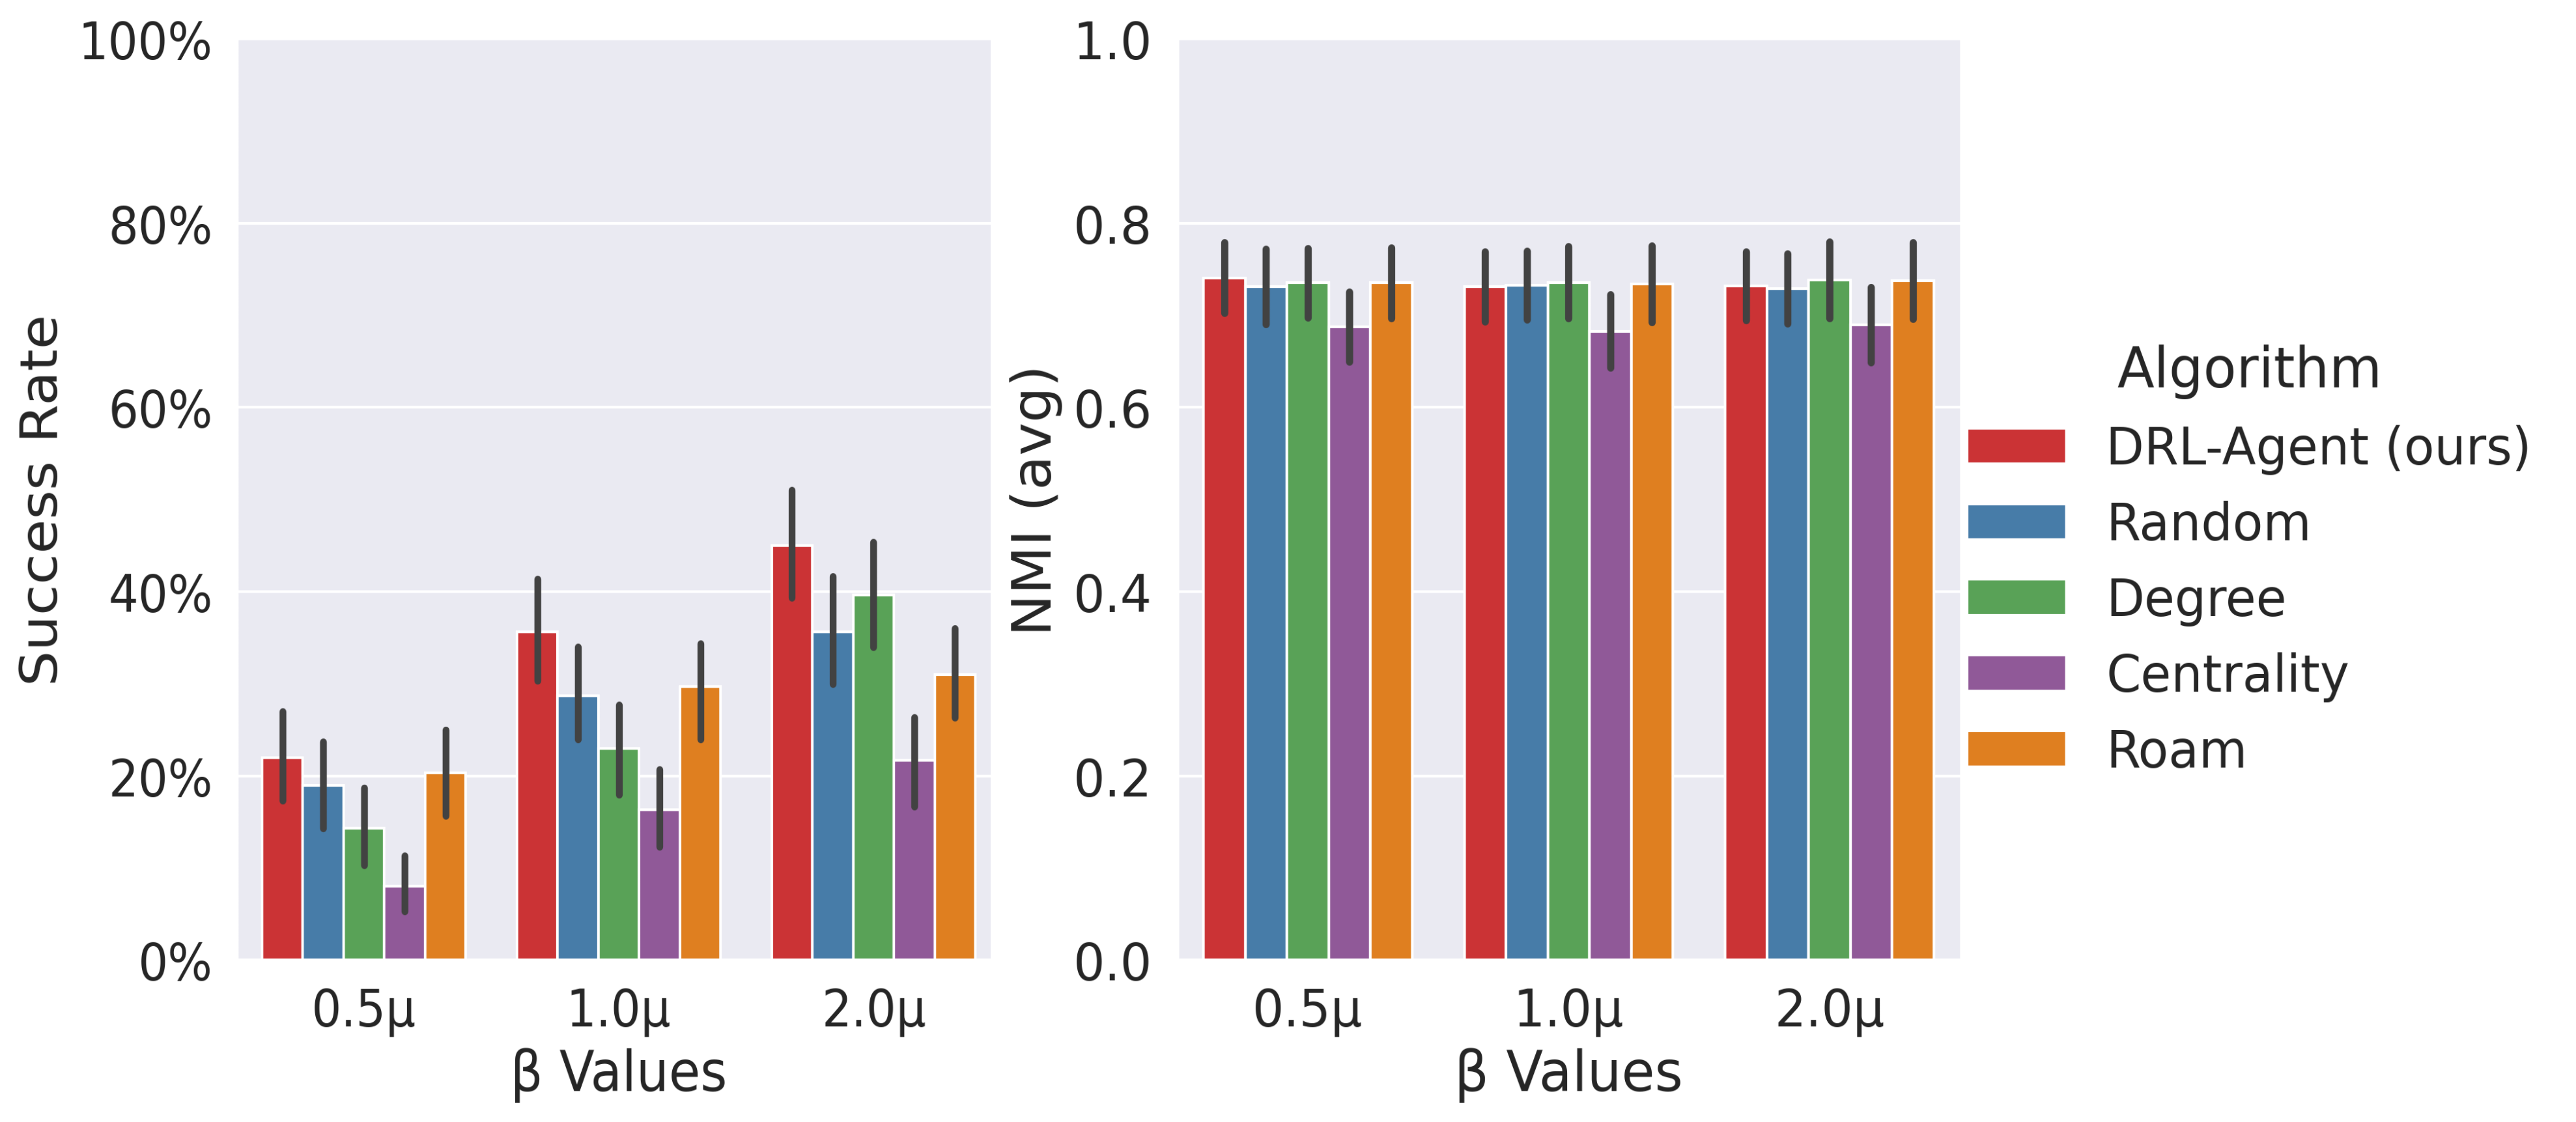 100%
80%
60%
40%
20%
0%
Success Rate
0.5μ 1.0μ 2.0μ
β Values
1.0
0.8
0.6
0.4
0.2
0.0
NMI (avg)
0.5μ 1.0μ 2.0μ
β Values
Algorithm
DRL-Agent (ours)
Random
Degree
Centrality
Roam